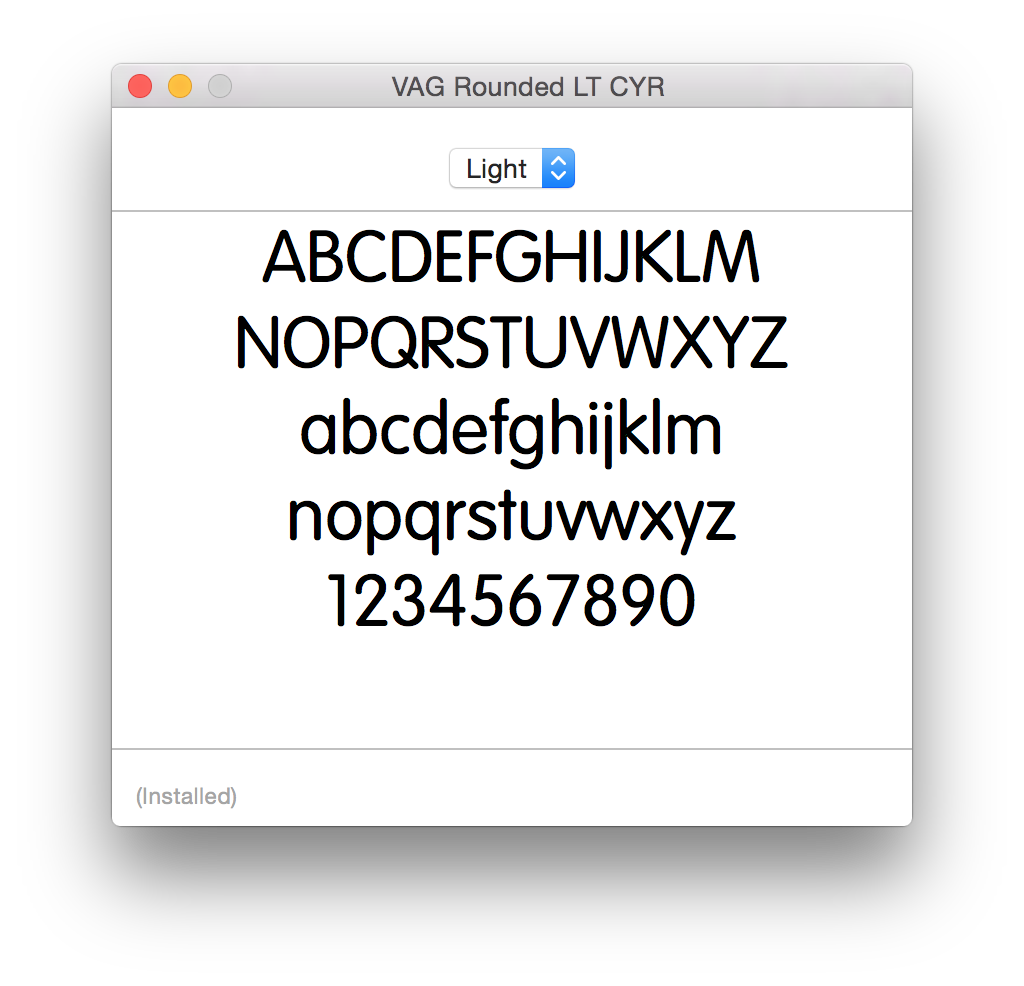 VAG Rounded LT CYR
Light
ABCDEFGHIJKLM
NOPQRSTUVWXYZ
abcdefghijklm
nopqrstuvwxyz
1234567890
(Installed)